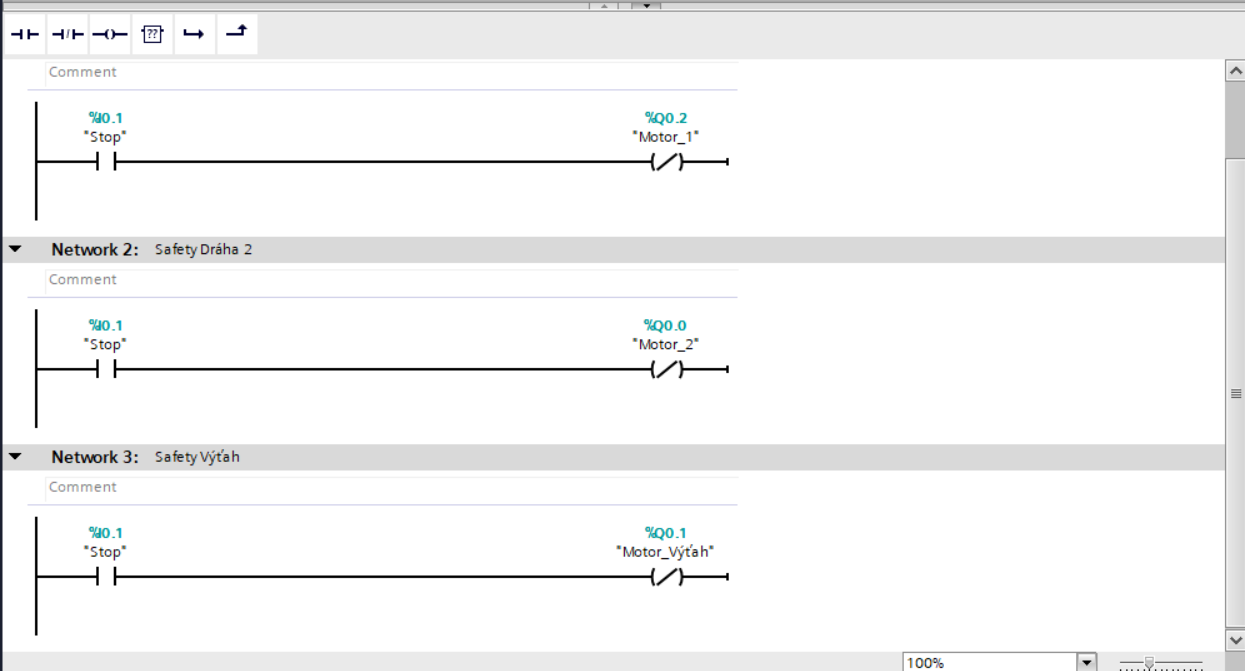 ??
Comment
%I0.1 %Q0.2
"Stop" "Motor_1"
Network 2: Safety Dráha 2
Comment
%I0.1 %Q0.0
"Stop" "Motor_2"
Network 3: Safety Výťah
Comment
%I0.1 %Q0.1
"Stop" "Motor_Výťah"
100%